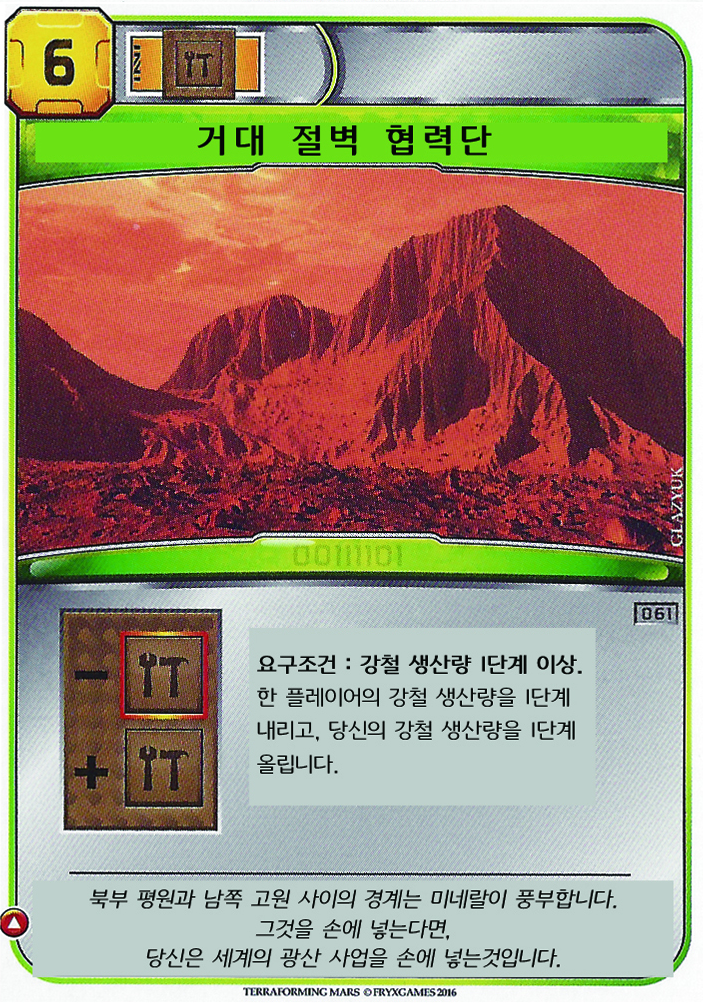 6
거대 절벽 협력단
GLAZYUK
00111101
061
요구조건 : 강철 생산량 1단계 이상.
한 플레이어의 강철 생산량을 1단계
내리고, 당신의 강철 생산량을 1단계
올립니다.
북부 평원과 남쪽 고원 사이의 경계는 미네랄이 풍부합니다.
그것을 손에 넣는다면,
당신은 세계의 광산 사업을 손에 넣는것입니다.
TERRAFORMING MARS © FRYXGAMES 2016